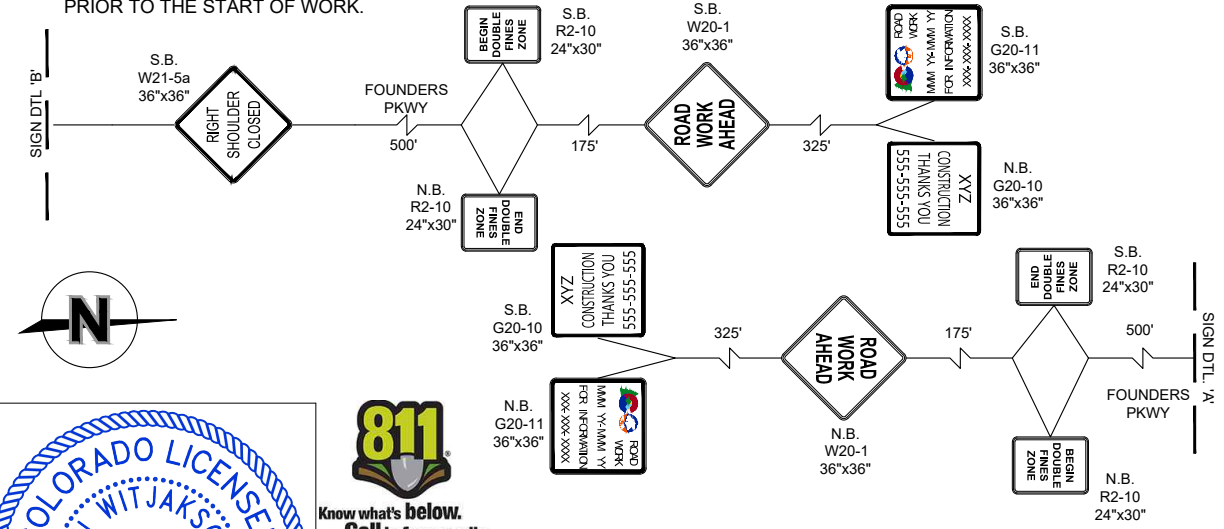 PRIOR TO THE START OF WORK.
SIGN DTL 'B'
S.B.
W21-5a
36"x36"
RIGHT
SHOULDER
CLOSED
FOUNDERS
PKWY
500'
BEGIN
DOUBLE
FINES
ZONE
S.B.
R2-10
24"x30"
N.B.
R2-10
24"x30"
END
DOUBLE
FINES
ZONE
175'
S.B.
W20-1
36"x36"
ROAD
WORK
AHEAD
325'
ROAD
WORK
MMM YY-MMM YY
FOR INFORMATION
XXX-XXX-XXXX
S.B.
G20-11
36"x36"
XYZ
CONSTRUCTION
THANKS YOU
555-555-555
N.B.
G20-10
36"x36"
N
S.B.
G20-10
36"x36"
XYZ
CONSTRUCTION
THANKS YOU
555-555-555
N.B.
G20-11
36"x36"
ROAD
WORK
MMM YY-MMM YY
FOR INFORMATION
XXX-XXX-XXXX
325'
ROAD
WORK
AHEAD
N.B.
W20-1
36"x36"
175'
END
DOUBLE
FINES
ZONE
S.B.
R2-10
24"x30"
BEGIN
DOUBLE
FINES
ZONE
N.B.
R2-10
24"x30"
500'
FOUNDERS
PKWY
SIGN DTL. 'A'
COLORADO LICENSE
WITJAKS
811
Know what's below.